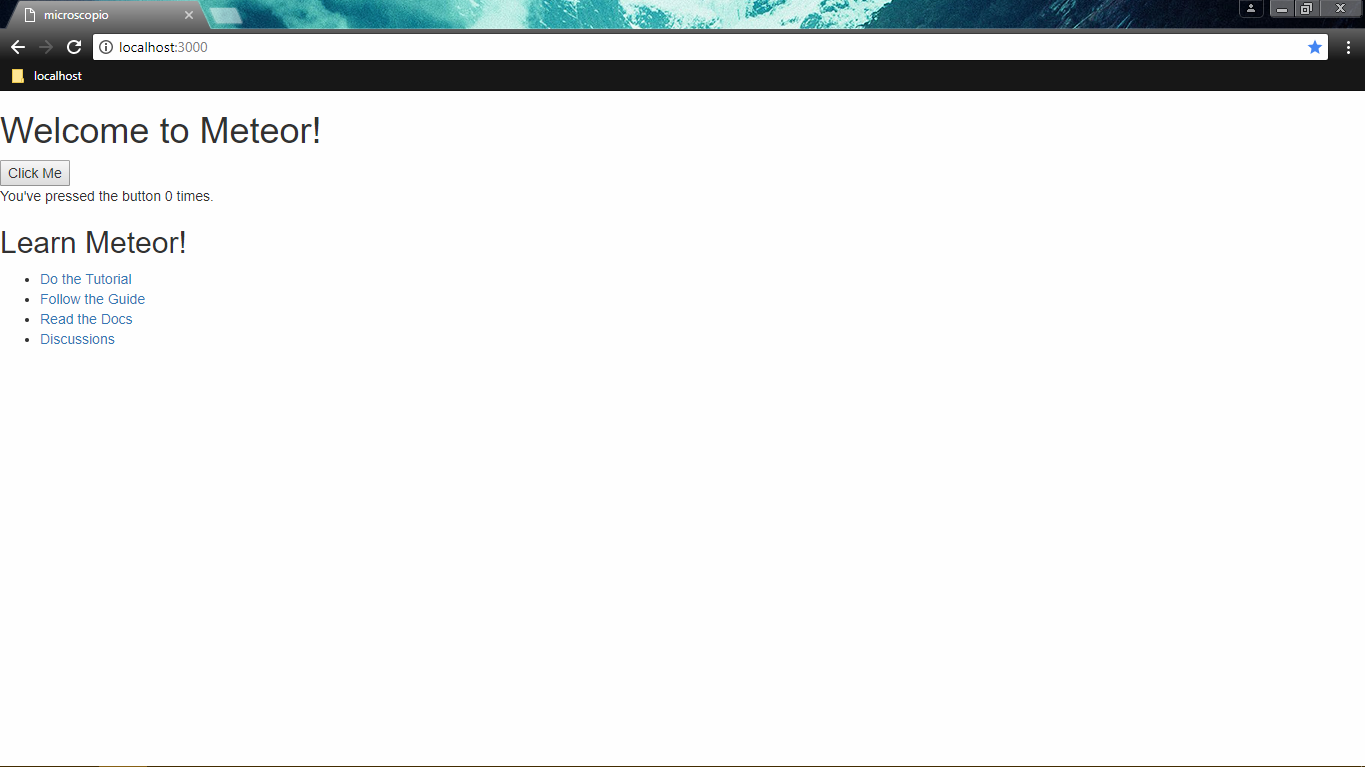 microscopio
localhost:3000
localhost
Welcome to Meteor!
Click Me
You've pressed the button 0 times.
Learn Meteor!
Do the Tutorial
Follow the Guide
Read the Docs
Discussions